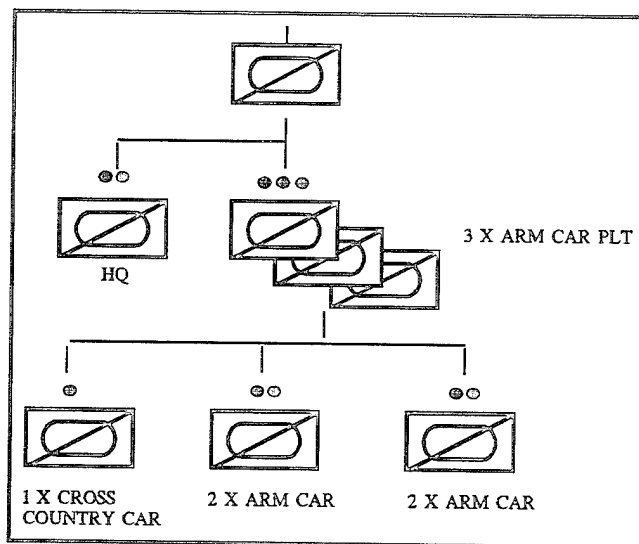 HQ
3 X ARM CAR PLT
1 X CROSS
COUNTRY CAR
2 X ARM CAR
2 X ARM CAR